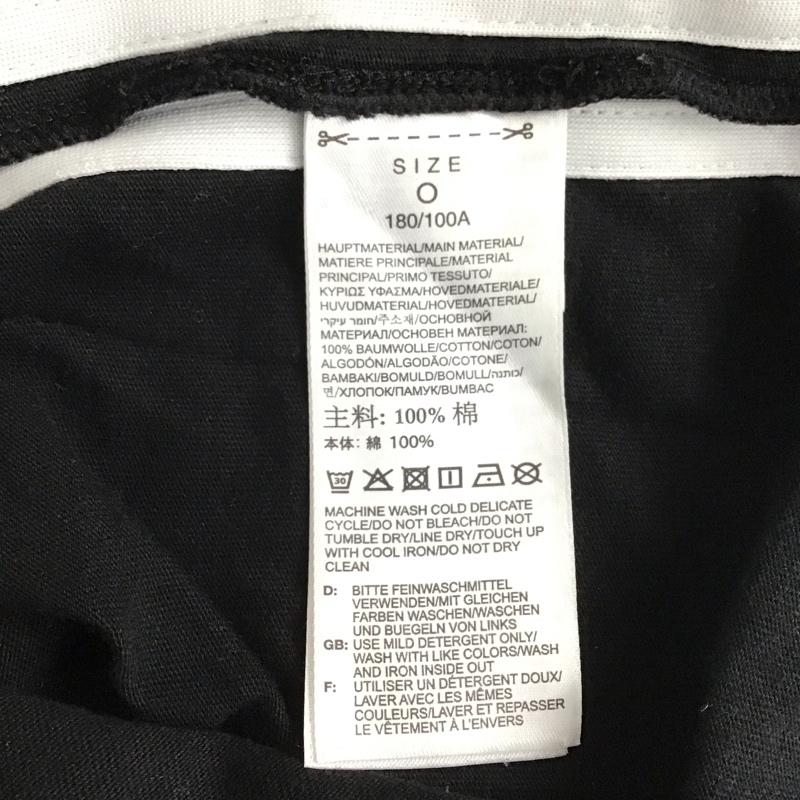 SIZE
O
180/100A
HAUPTMATERIAL/MAIN MATERIAL/
MATIERE PRINCIPALE/MATERIAL
PRINCIPAL/PRIMO TESSUTO/
ΚΥΡΙΩΣ ΥΦΑΣΜΑ/HOVEDMATERIALE/
HUVUDMATERIAL/HOVEDMATERIAL/
חומר עיקרי/주소재/ОСНОВНОЙ
МАТЕРИАЛ/ОСНОВЕН МАТЕРИАЛ:
100% BAUMWOLLE/COTTON/COTON/
ALGODÓN/ALGODÃO/COTONE/
BAMBAKI/BOMULD/BOMULL/כותנה/
면/ХЛОПОК/ПАМУК/BUMBAC
主料: 100% 棉
本体: 綿 100%
30
MACHINE WASH COLD DELICATE
CYCLE/DO NOT BLEACH/DO NOT
TUMBLE DRY/LINE DRY/TOUCH UP
WITH COOL IRON/DO NOT DRY
CLEAN
D: BITTE FEINWASCHMITTEL
VERWENDEN/MIT GLEICHEN
FARBEN WASCHEN/WASCHEN
UND BUEGELN VON LINKS
GB: USE MILD DETERGENT ONLY/
WASH WITH LIKE COLORS/WASH
AND IRON INSIDE OUT
F: UTILISER UN DÉTERGENT DOUX/
LAVER AVEC LES MÊMES
COULEURS/LAVER ET REPASSER
LE VÊTEMENT À L'ENVERS